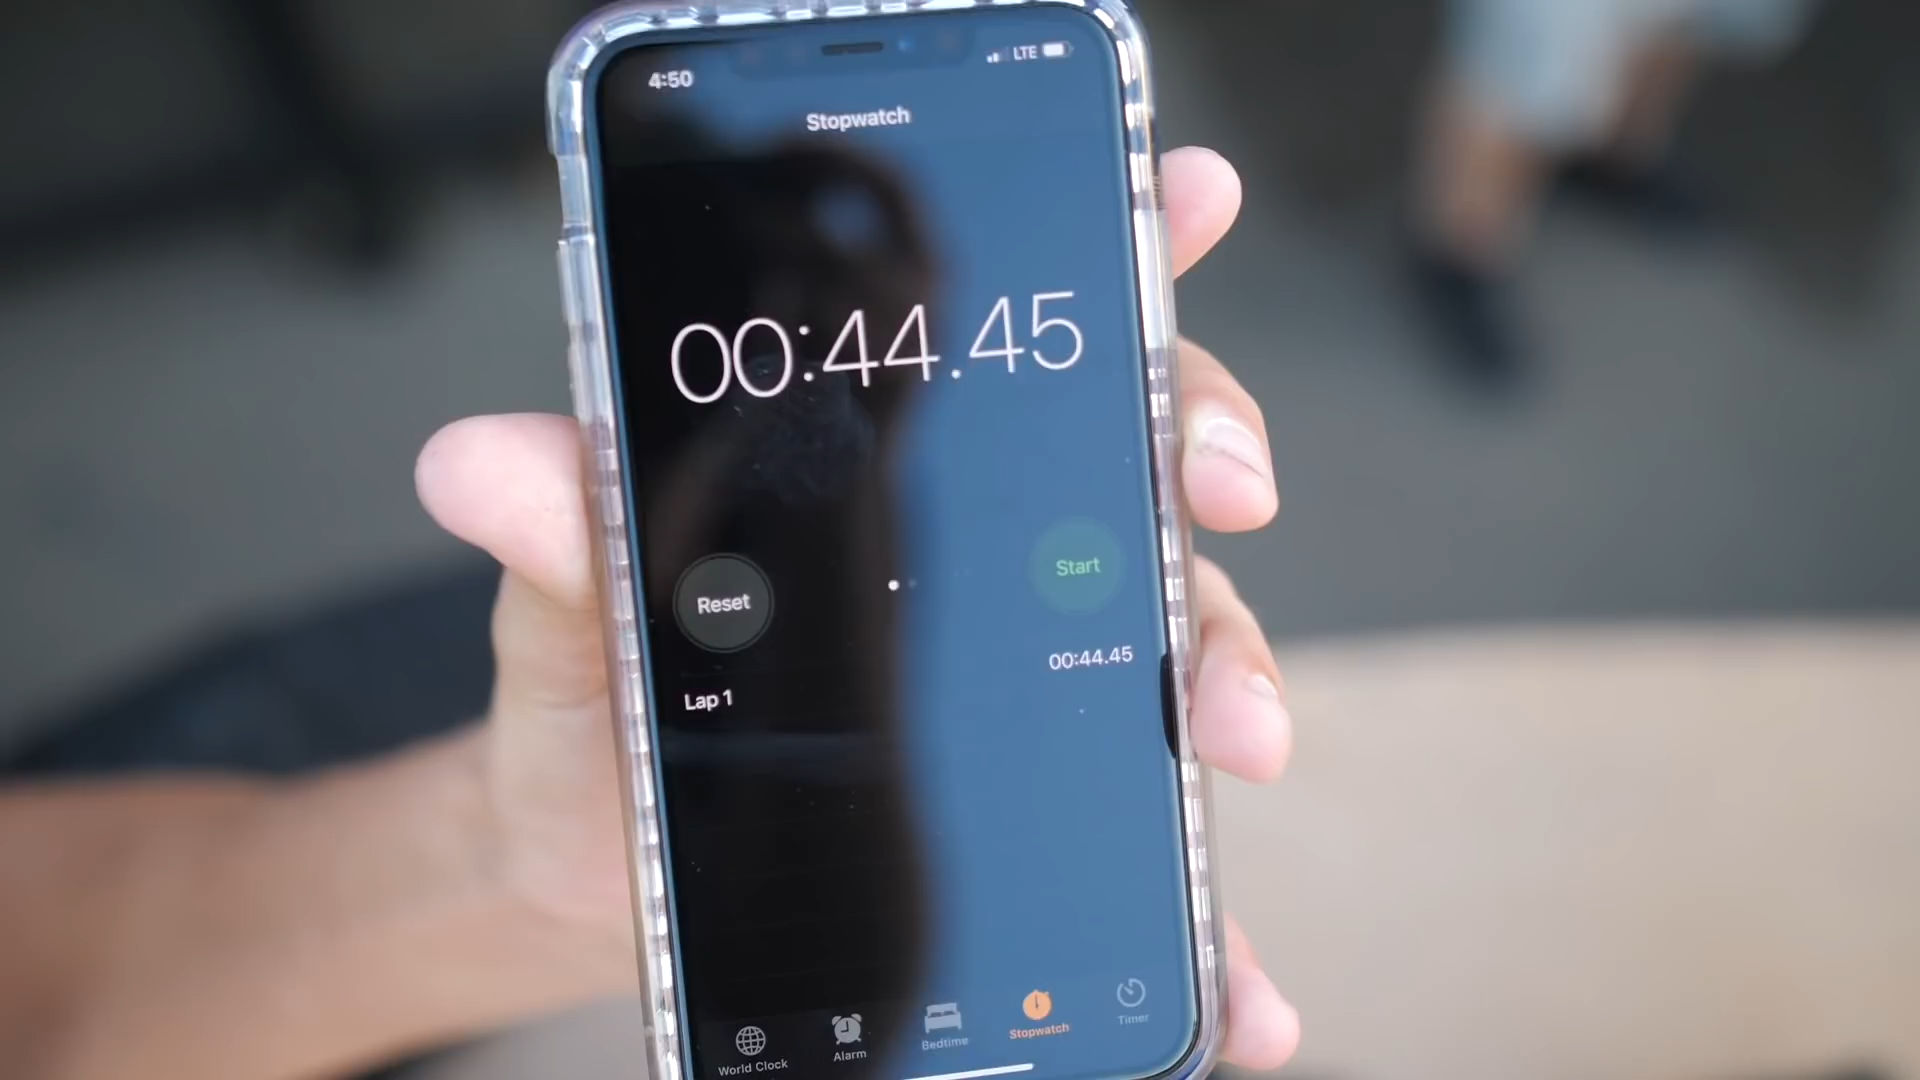 4:50 LTE
Stopwatch
00:44.45
Reset Start
Lap 1 00:44.45
World Clock Alarm Bedtime Stopwatch Timer